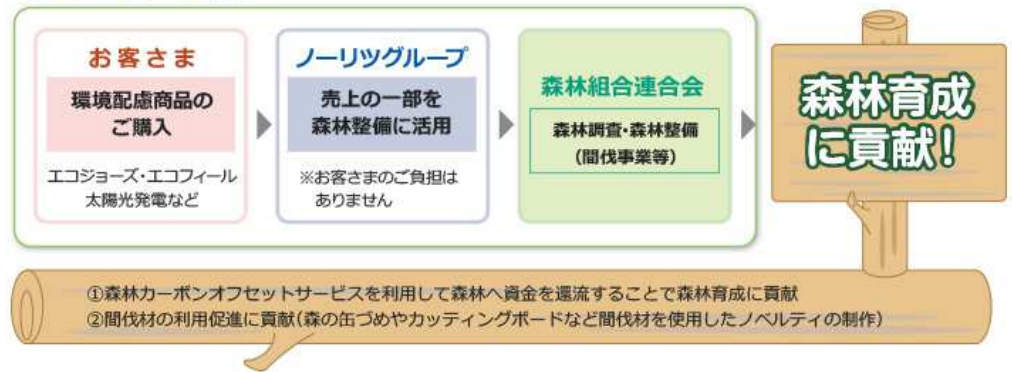 お客さま
環境配慮商品の
ご購入
エコジョーズ・エコフィール
太陽光発電など
ノーリツグループ
売上の一部を
森林整備に活用
※お客さまのご負担は
ありません
森林組合連合会
森林調査・森林整備
(間伐事業等)
森林育成
に貢献！
①森林カーボンオフセットサービスを利用して森林へ資金を還流することで森林育成に貢献
②間伐材の利用促進に貢献(森の缶づめやカッティングボードなど間伐材を使用したノベルティの制作)